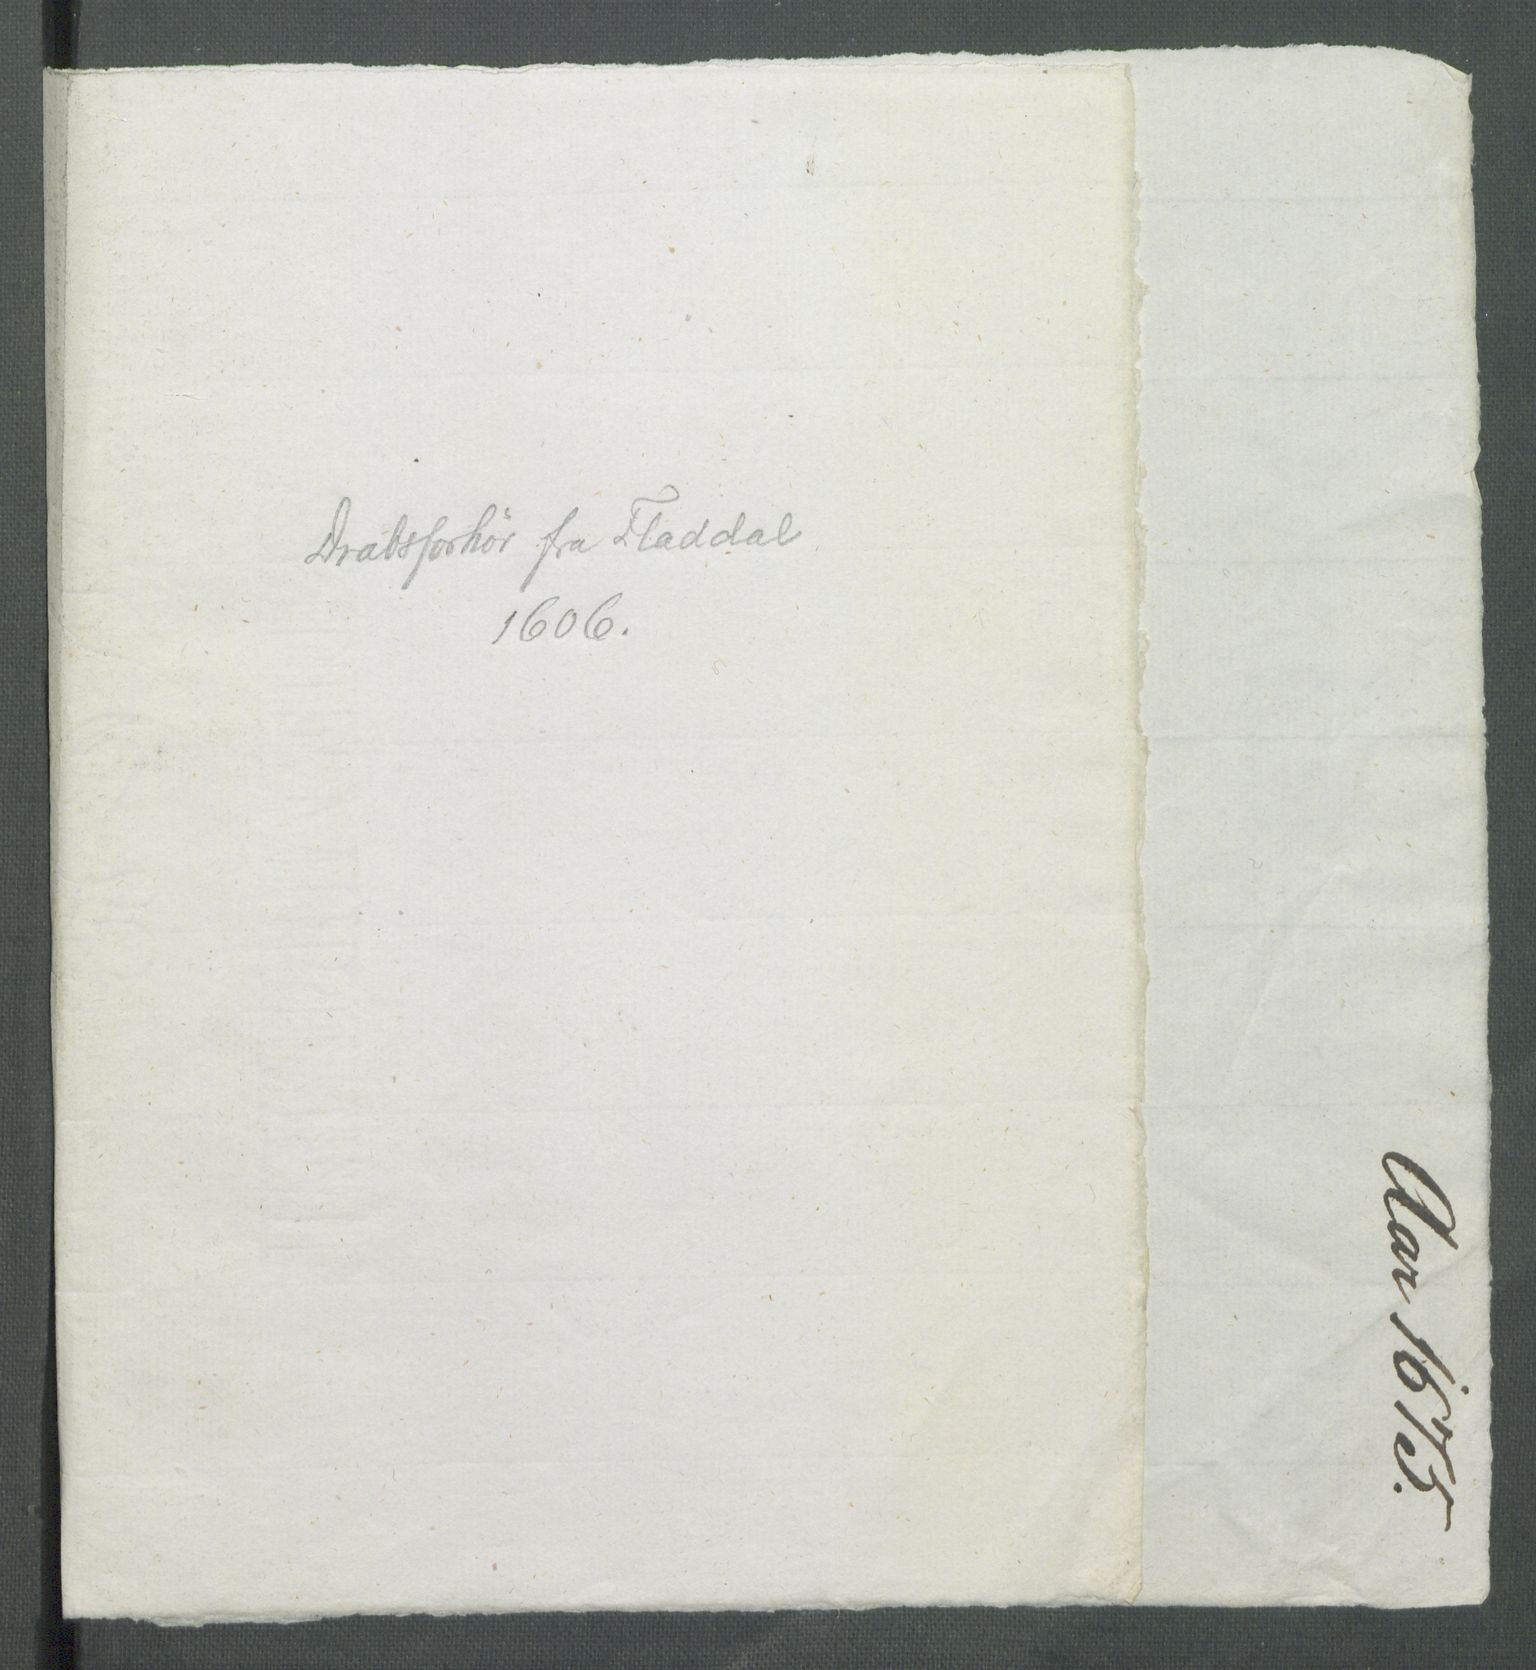 Drabsforhör fra Fladdal
1606.
Aar 1675.